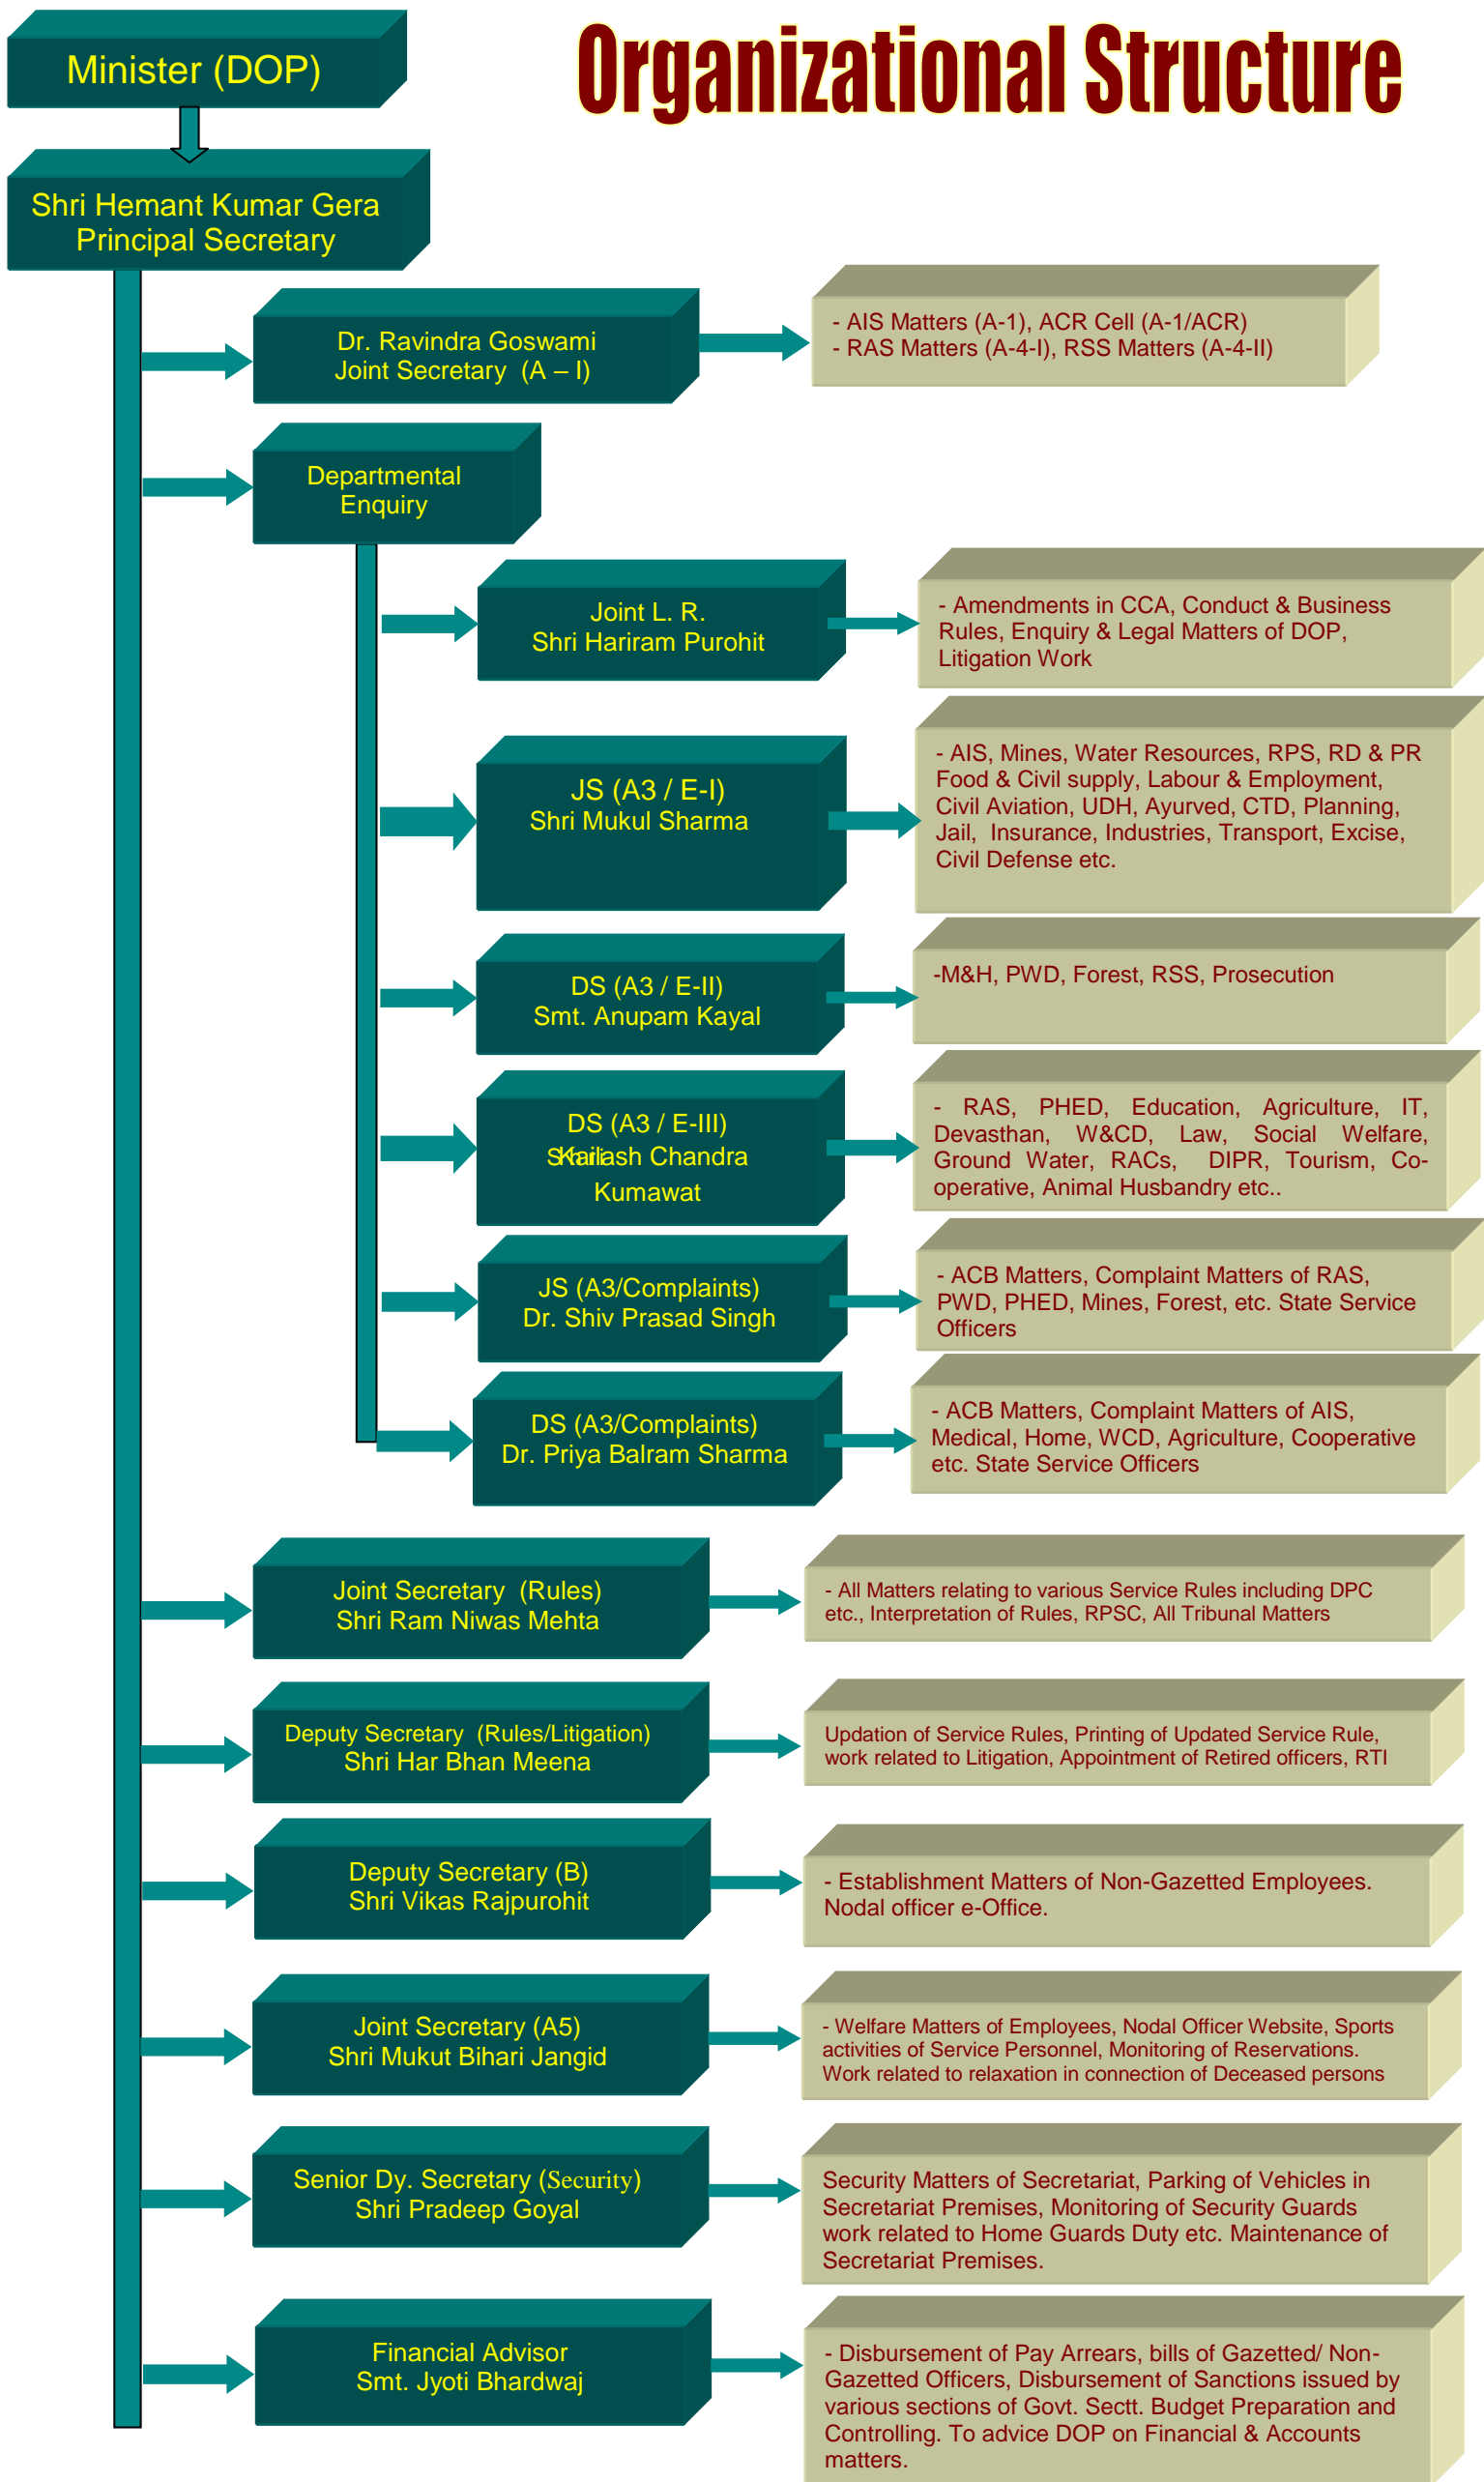 Organizational Structure
Minister (DOP)
Shri Hemant Kumar Gera
Principal Secretary
Dr. Ravindra Goswami
Joint Secretary (A – I)
- AIS Matters (A-1), ACR Cell (A-1/ACR)
- RAS Matters (A-4-I), RSS Matters (A-4-II)
Departmental
Enquiry
Joint L. R.
Shri Hariram Purohit
- Amendments in CCA, Conduct & Business
Rules, Enquiry & Legal Matters of DOP,
Litigation Work
JS (A3 / E-I)
Shri Mukul Sharma
- AIS, Mines, Water Resources, RPS, RD & PR
Food & Civil supply, Labour & Employment,
Civil Aviation, UDH, Ayurved, CTD, Planning,
Jail, Insurance, Industries, Transport, Excise,
Civil Defense etc.
DS (A3 / E-II)
Smt. Anupam Kayal
-M&H, PWD, Forest, RSS, Prosecution
DS (A3 / E-III)
Shri Kailash Chandra
Kumawat
- RAS, PHED, Education, Agriculture, IT,
Devasthan, W&CD, Law, Social Welfare,
Ground Water, RACs, DIPR, Tourism, Co-
operative, Animal Husbandry etc..
JS (A3/Complaints)
Dr. Shiv Prasad Singh
- ACB Matters, Complaint Matters of RAS,
PWD, PHED, Mines, Forest, etc. State Service
Officers
DS (A3/Complaints)
Dr. Priya Balram Sharma
- ACB Matters, Complaint Matters of AIS,
Medical, Home, WCD, Agriculture, Cooperative
etc. State Service Officers
Joint Secretary (Rules)
Shri Ram Niwas Mehta
- All Matters relating to various Service Rules including DPC
etc., Interpretation of Rules, RPSC, All Tribunal Matters
Deputy Secretary (Rules/Litigation)
Shri Har Bhan Meena
Updation of Service Rules, Printing of Updated Service Rule,
work related to Litigation, Appointment of Retired officers, RTI
Deputy Secretary (B)
Shri Vikas Rajpurohit
- Establishment Matters of Non-Gazetted Employees.
Nodal officer e-Office.
Joint Secretary (A5)
Shri Mukut Bihari Jangid
- Welfare Matters of Employees, Nodal Officer Website, Sports
activities of Service Personnel, Monitoring of Reservations.
Work related to relaxation in connection of Deceased persons
Senior Dy. Secretary (Security)
Shri Pradeep Goyal
Security Matters of Secretariat, Parking of Vehicles in
Secretariat Premises, Monitoring of Security Guards
work related to Home Guards Duty etc. Maintenance of
Secretariat Premises.
Financial Advisor
Smt. Jyoti Bhardwaj
- Disbursement of Pay Arrears, bills of Gazetted/ Non-
Gazetted Officers, Disbursement of Sanctions issued by
various sections of Govt. Sectt. Budget Preparation and
Controlling. To advice DOP on Financial & Accounts
matters.